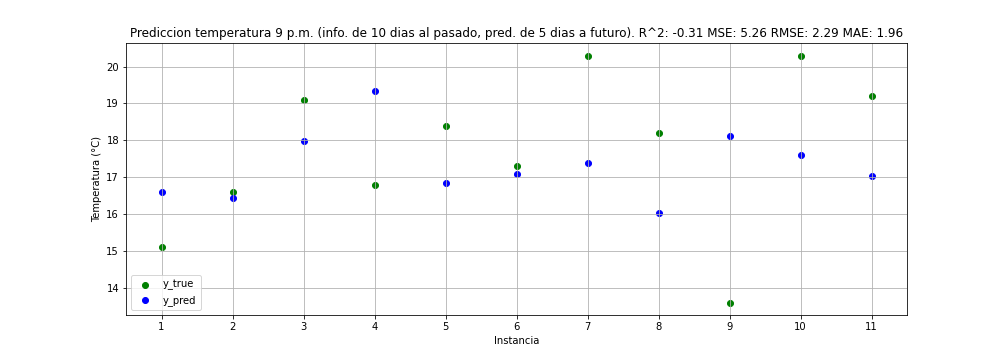 Prediccion temperatura 9 p.m. (info. de 10 dias al pasado, pred. de 5 dias a futuro). R^2: -0.31 MSE: 5.26 RMSE: 2.29 MAE: 1.96
20
19
18
17
16
15
14
Temperatura (°C)
y_true
y_pred
1 2 3 4 5 6 7 8 9 10 11
Instancia